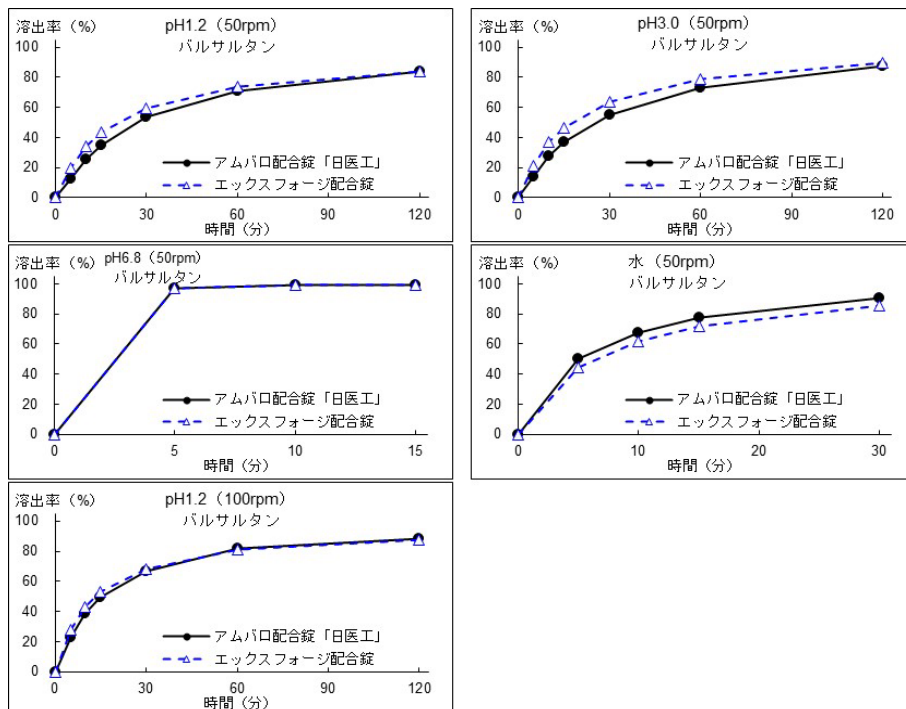 溶出率（%）
pH1.2（50rpm）
バルサルタン
100
80
60
40
20
0
アムバロ配合錠「日医工」
エックスフォージ配合錠
0 30 60 90 120
時間（分）
溶出率（%）
pH3.0（50rpm）
バルサルタン
100
80
60
40
20
0
アムバロ配合錠「日医工」
エックスフォージ配合錠
0 30 60 90 120
時間（分）
溶出率（%）
pH6.8（50rpm）
バルサルタン
100
80
60
40
20
0
アムバロ配合錠「日医工」
エックスフォージ配合錠
0 5 10 15
時間（分）
溶出率（%）
水（50rpm）
バルサルタン
100
80
60
40
20
0
アムバロ配合錠「日医工」
エックスフォージ配合錠
0 10 20 30
時間（分）
溶出率（%）
pH1.2（100rpm）
バルサルタン
100
80
60
40
20
0
アムバロ配合錠「日医工」
エックスフォージ配合錠
0 30 60 90 120
時間（分）